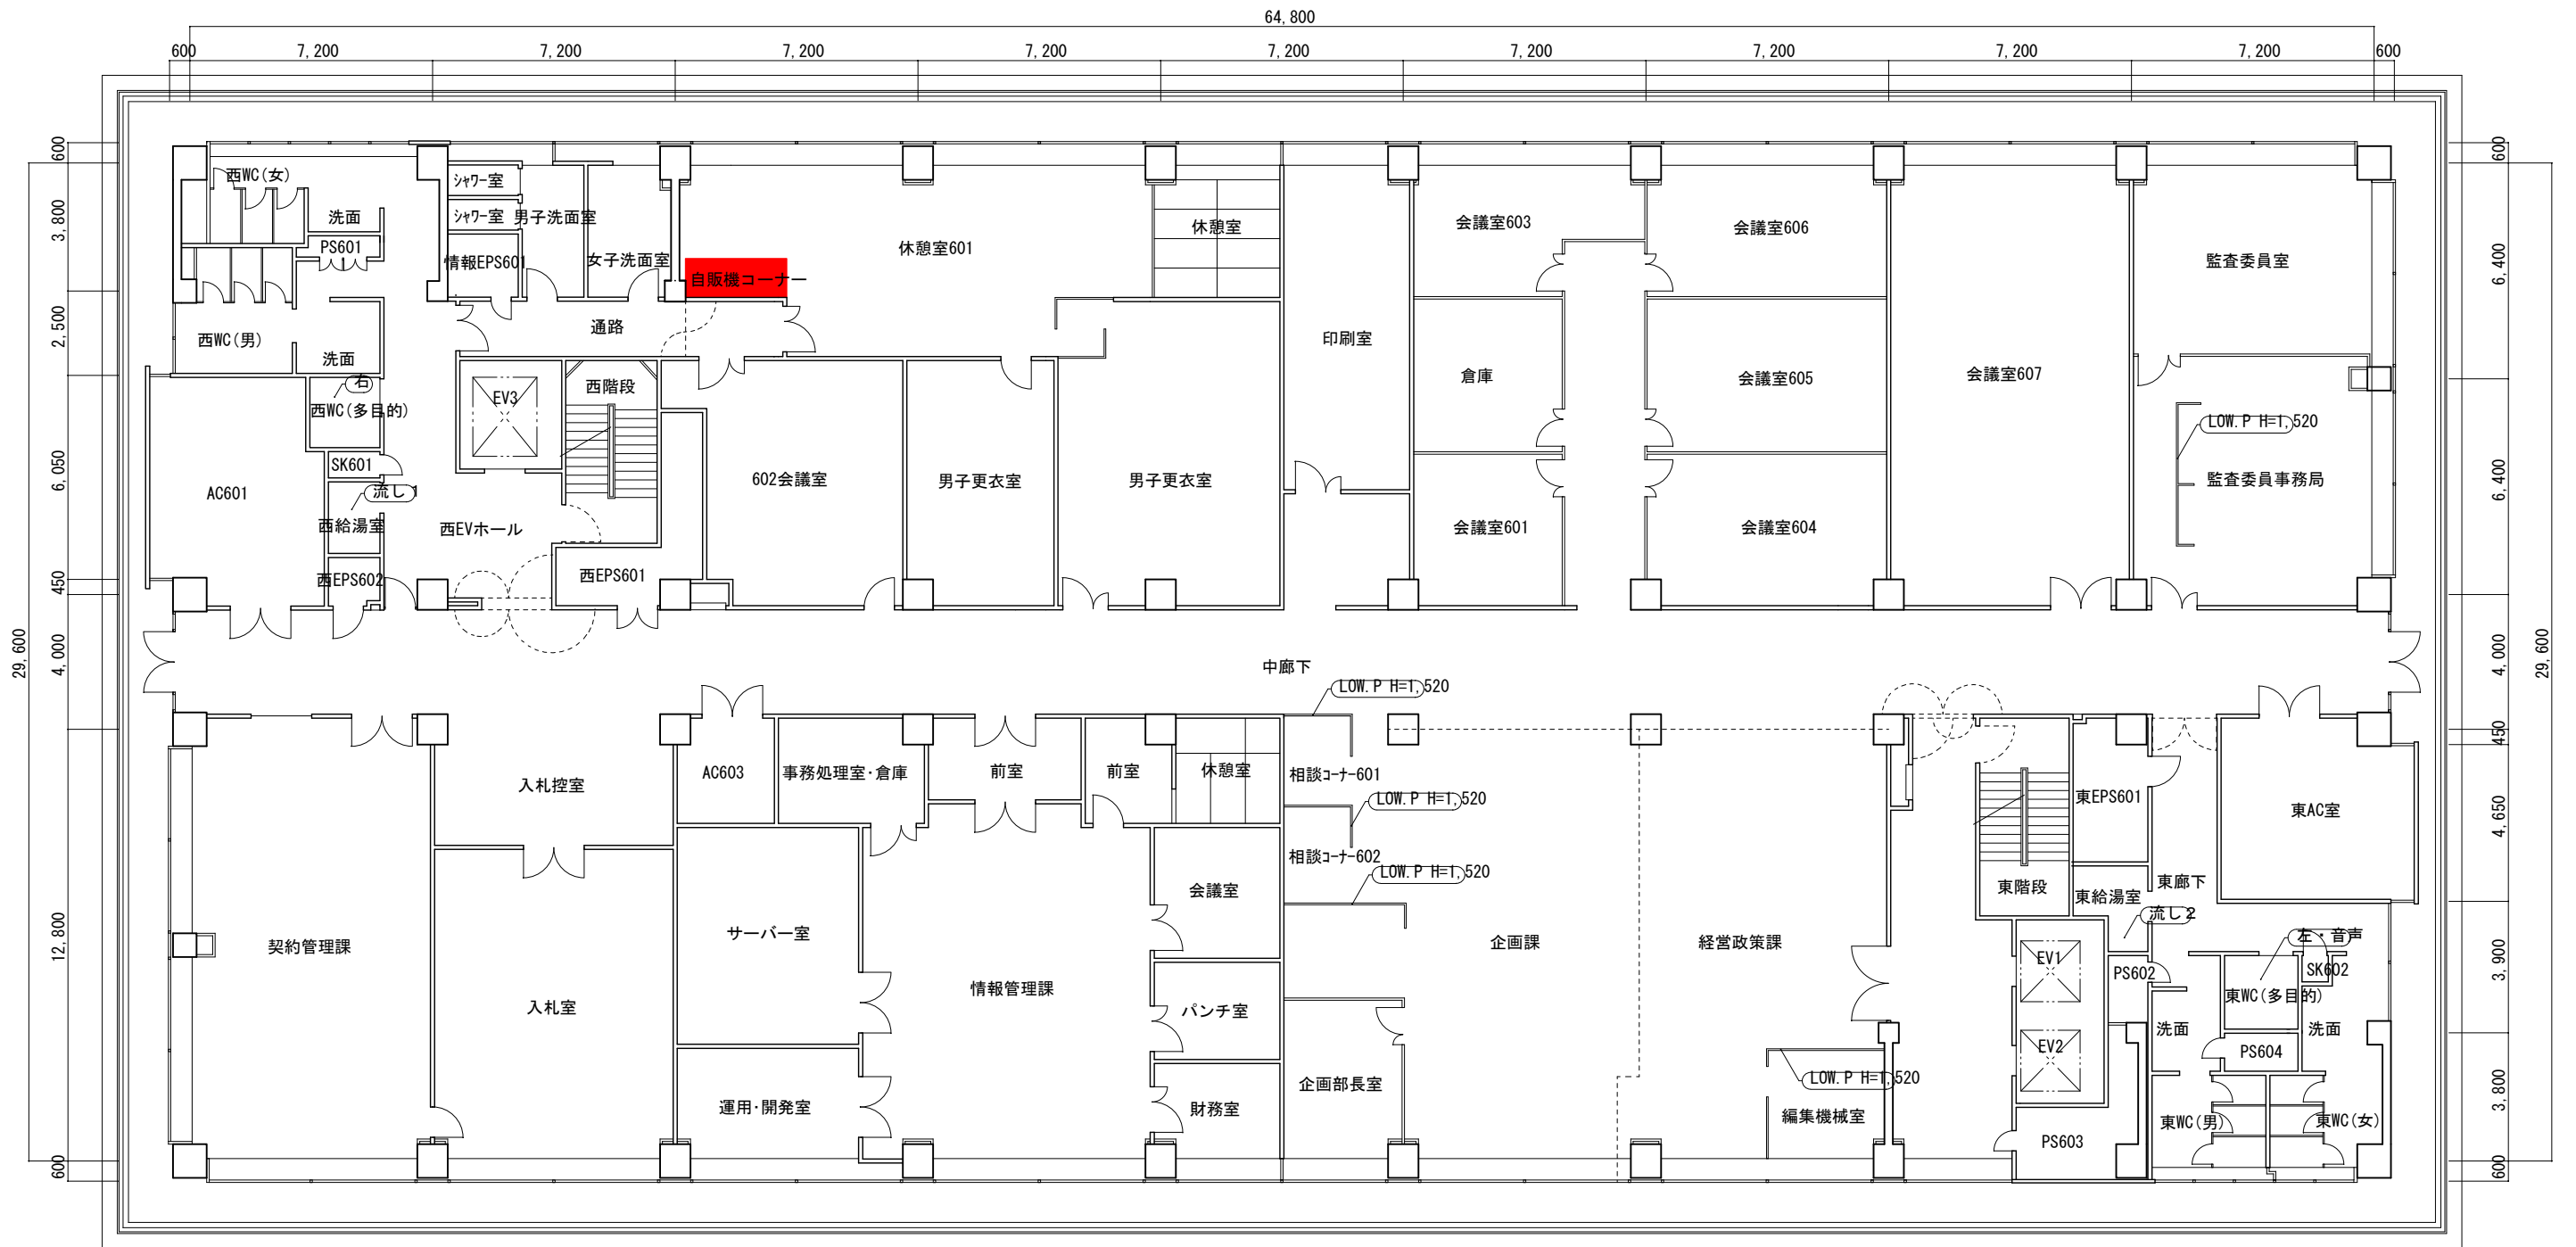 64,800
600 7,200 7,200 7,200 7,200 7,200 7,200 7,200 7,200 7,200 600
600
3,800
2,500
6,050
450
4,000
12,800
600
29,600
600
6,400
6,400
4,000
450
4,650
3,900
3,800
600
29,600
西WC(女)
洗面
PS601
西WC(男)
洗面
右
西WC(多目的)
SK601
流し1
AC601
西給湯室
西EPS602
シャワー室
シャワー室
男子洗面室
情報EPS601
女子洗面室
自販機コーナー
通路
EV3
西階段
西EVホール
西EPS601
休憩室601
休憩室
602会議室
男子更衣室
男子更衣室
印刷室
会議室603
倉庫
会議室601
会議室606
会議室605
会議室604
会議室607
監査委員室
LOW.P H=1,520
監査委員事務局
中廊下
LOW.P H=1,520
契約管理課
入札控室
入札室
AC603
事務処理室・倉庫
前室
前室
休憩室
サーバー室
運用・開発室
情報管理課
会議室
パンチ室
財務室
相談コーナー601
LOW.P H=1,520
相談コーナー602
LOW.P H=1,520
企画課
経営政策課
企画部長室
LOW.P H=1,520
編集機械室
東EPS601
東AC室
東階段
東給湯室
東廊下
流し2
左・音声
EV1
PS602
SK602
東WC(多目的)
EV2
洗面
洗面
PS604
PS603
東WC(男)
東WC(女)